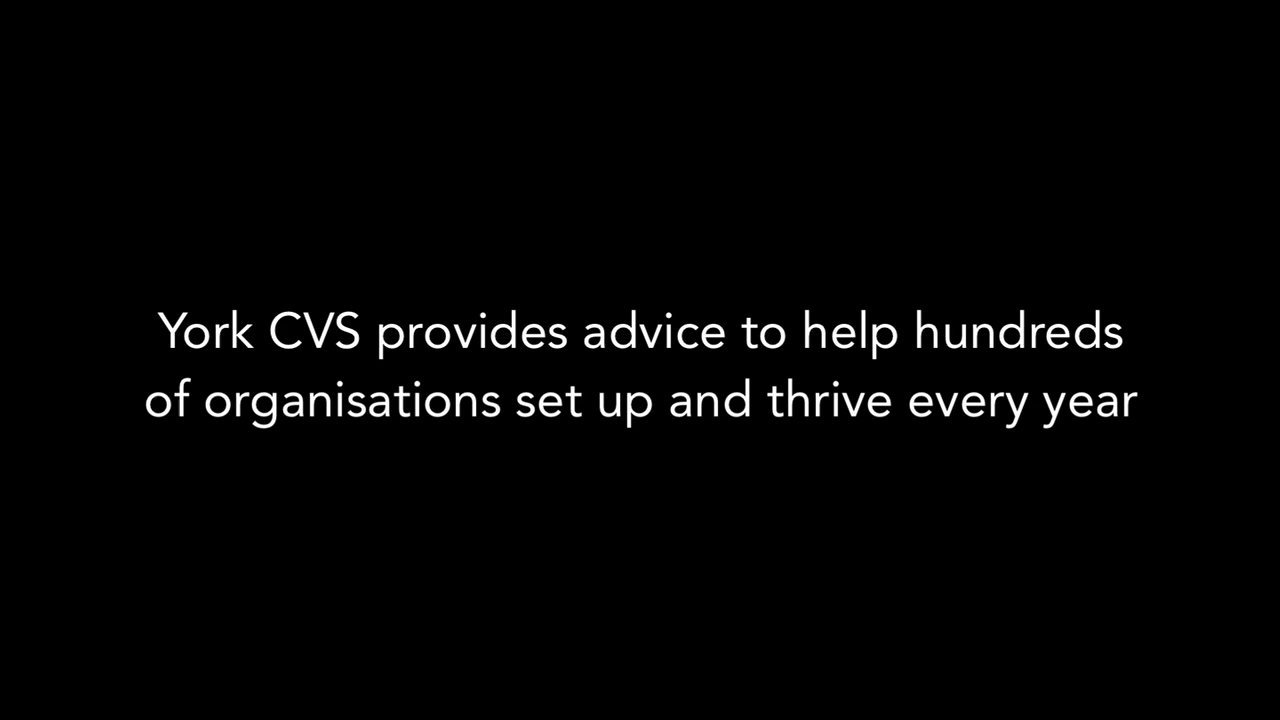 York CVS provides advice to help hundreds
of organisations set up and thrive every year